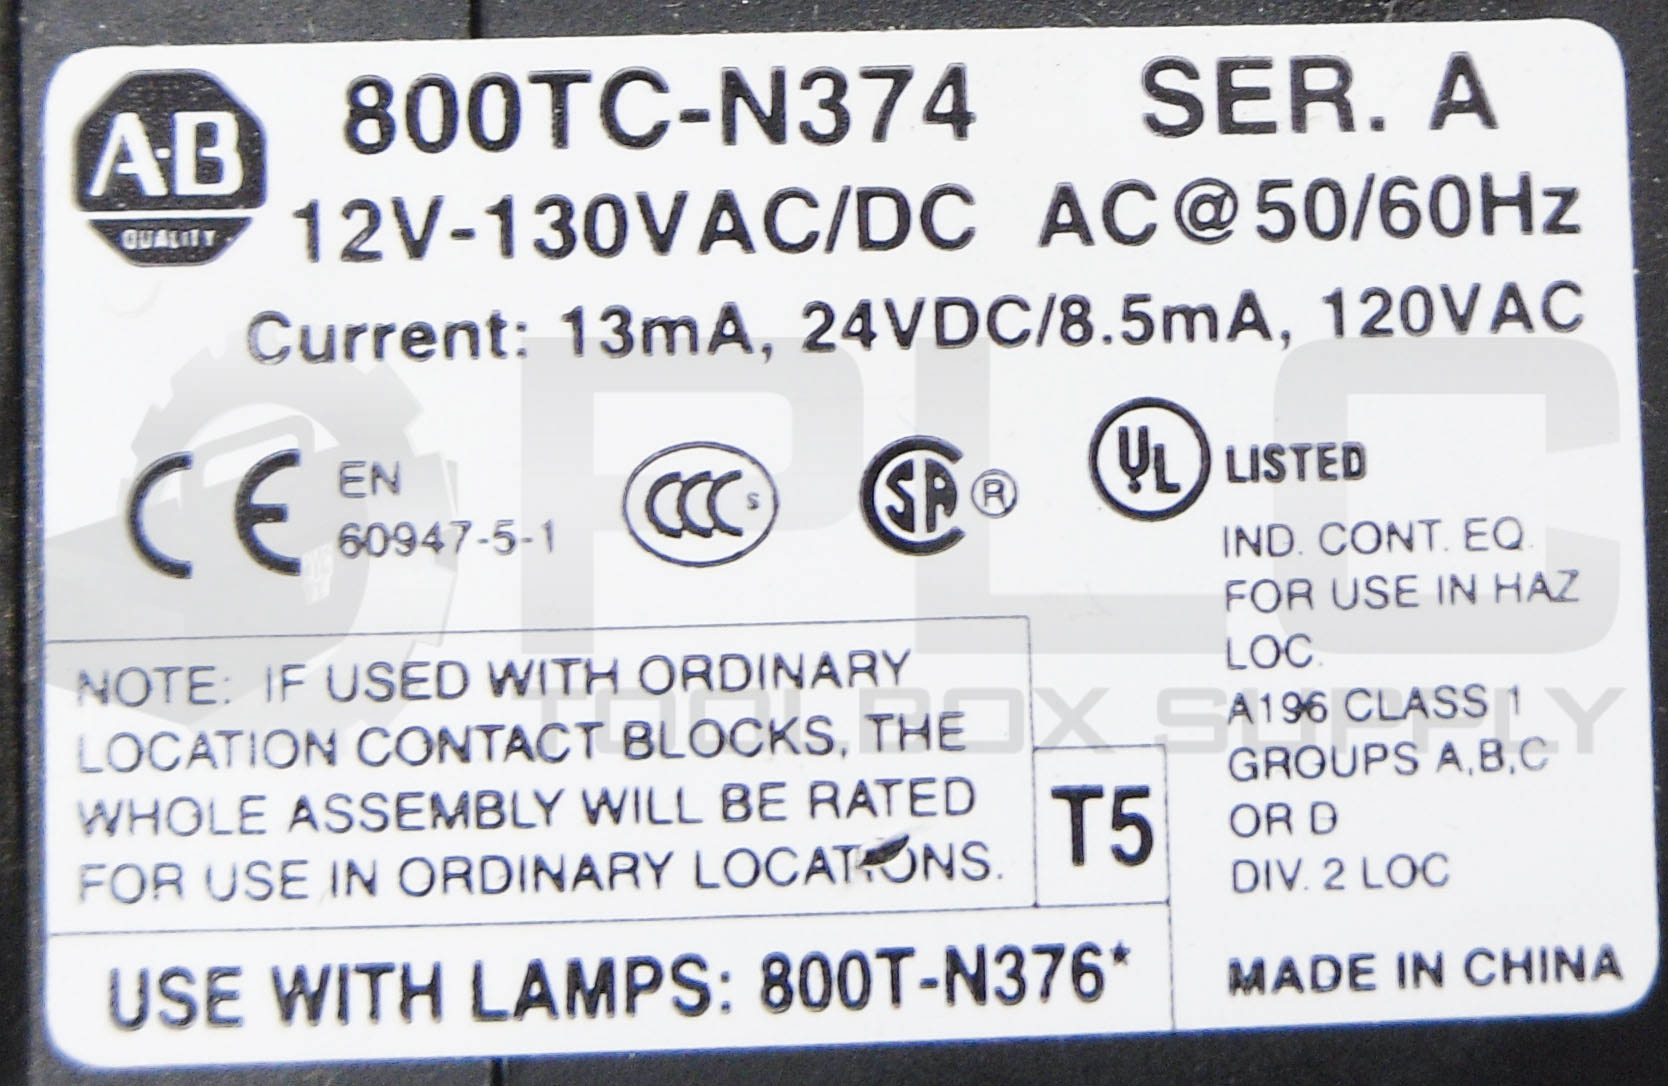 A·B
QUALITY
800TC-N374 SER. A
12V-130VAC/DC AC@50/60Hz
Current: 13mA, 24VDC/8.5mA, 120VAC
CE EN
60947-5-1
CCC S
SA ®
UL LISTED
IND. CONT. EQ.
FOR USE IN HAZ
LOC.
A196 CLASS 1
GROUPS A,B,C
OR D
DIV. 2 LOC
NOTE: IF USED WITH ORDINARY
LOCATION CONTACT BLOCKS, THE
WHOLE ASSEMBLY WILL BE RATED
FOR USE IN ORDINARY LOCATIONS.
T5
USE WITH LAMPS: 800T-N376*
MADE IN CHINA
PLC
TOOLBOX SUPPLY